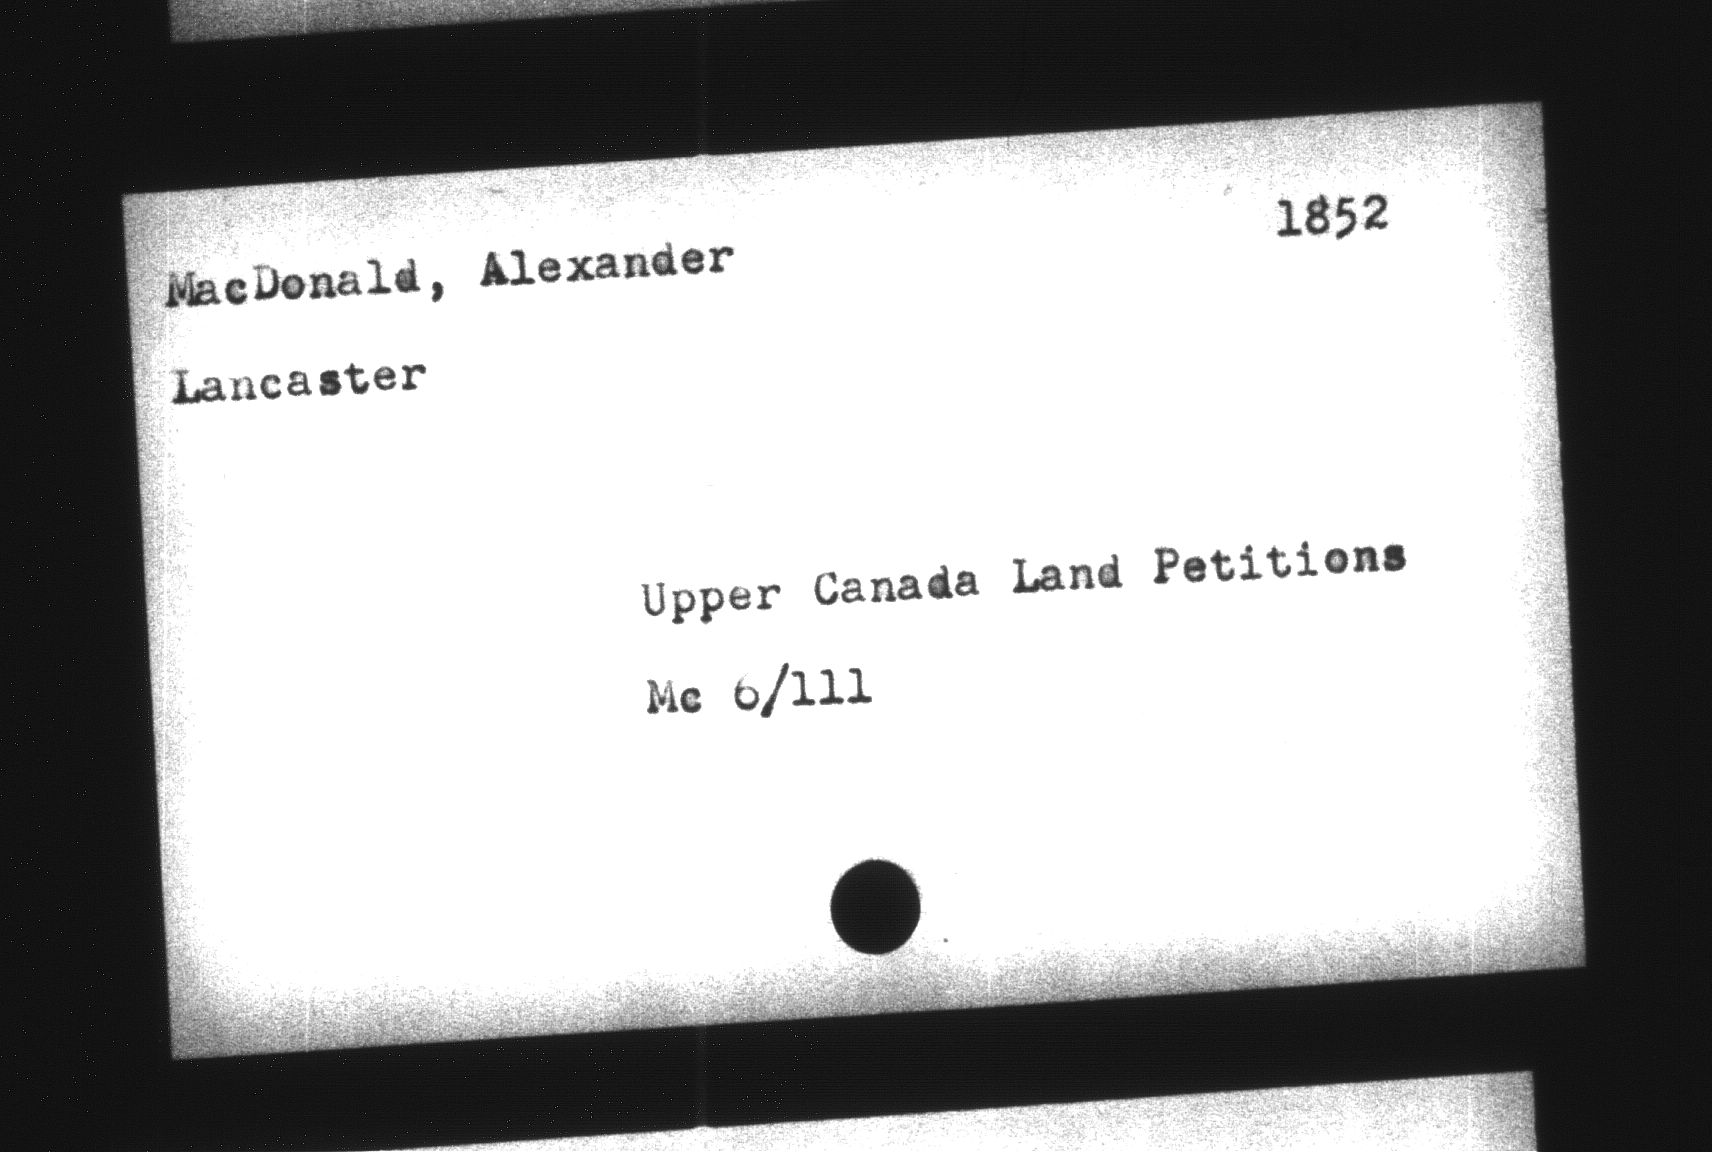 1852
MacDonald, Alexander
Lancaster
Upper Canada Land Petitions
Mc 6/111